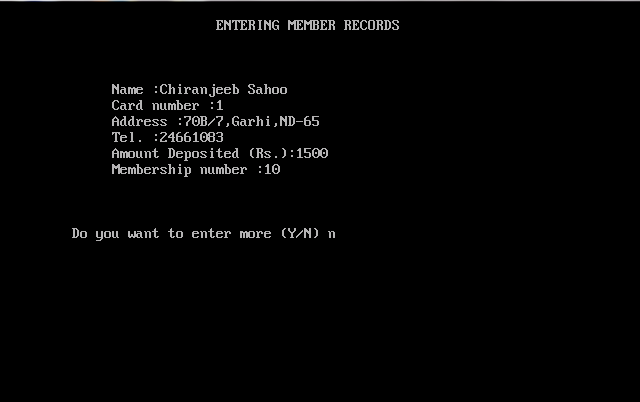 ENTERING MEMBER RECORDS
Name :Chiranjeeb Sahoo
Card number :1
Address :70B/7,Garhi,ND-65
Tel. :24661083
Amount Deposited (Rs.):1500
Membership number :10
Do you want to enter more (Y/N) n